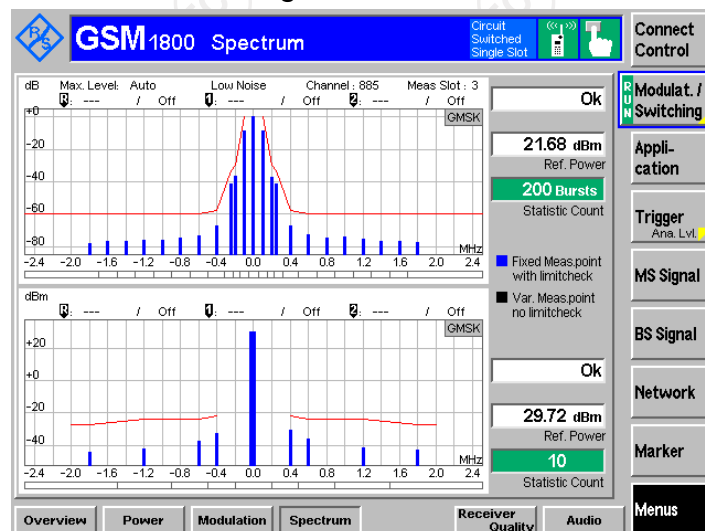 R&S
GSM1800 Spectrum
Circuit Switched Single Slot
Connect Control
dB Max. Level: Auto Low Noise Channel : 885 Meas Slot : 3
R: --- / Off 1: --- / Off 2: --- / Off
GMSK
+0
-20
-40
-60
-80
MHz
-2.4 -2.0 -1.6 -1.2 -0.8 -0.4 0.0 0.4 0.8 1.2 1.6 2.0 2.4
Ok
21.68 dBm
Ref. Power
200 Bursts
Statistic Count
Fixed Meas.point
with limitcheck
Var. Meas.point
no limitcheck
dBm
R: --- / Off 1: --- / Off 2: --- / Off
GMSK
+20
+0
-20
-40
MHz
-2.4 -2.0 -1.6 -1.2 -0.8 -0.4 0.0 0.4 0.8 1.2 1.6 2.0 2.4
Ok
29.72 dBm
Ref. Power
10
Statistic Count
RUN
Modulat. /
Switching
Appli-
cation
Trigger
Ana. Lvl.
MS Signal
BS Signal
Network
Marker
Menus
Overview Power Modulation Spectrum Receiver Quality Audio